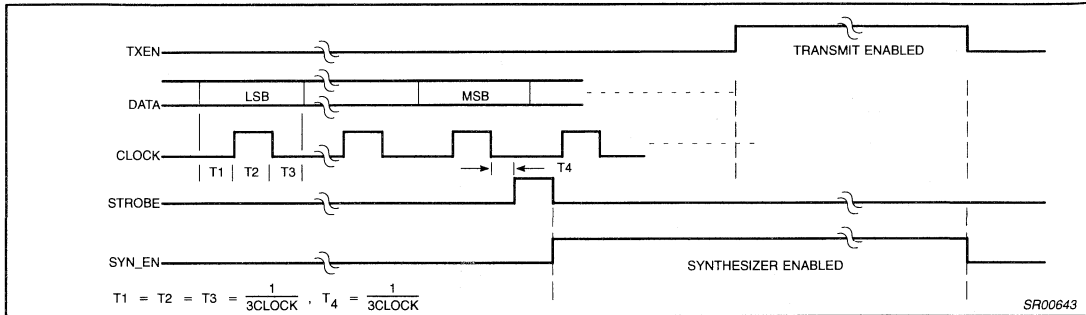 TXEN
TRANSMIT ENABLED
DATA
LSB
MSB
CLOCK
T1 T2 T3
T4
STROBE
SYN_EN
SYNTHESIZER ENABLED
T1 = T2 = T3 = 1/3CLOCK , T4 = 1/3CLOCK
SR00643